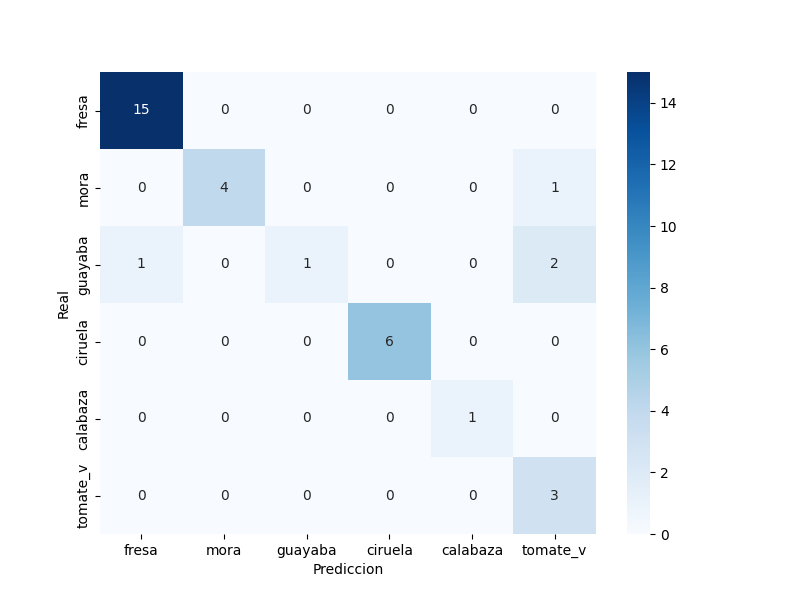 fresa 15 0 0 0 0 0
mora 0 4 0 0 0 1
guayaba 1 0 1 0 0 2
ciruela 0 0 0 6 0 0
calabaza 0 0 0 0 1 0
tomate_v 0 0 0 0 0 3
Real
fresa mora guayaba ciruela calabaza tomate_v
Prediccion
14
12
10
8
6
4
2
0